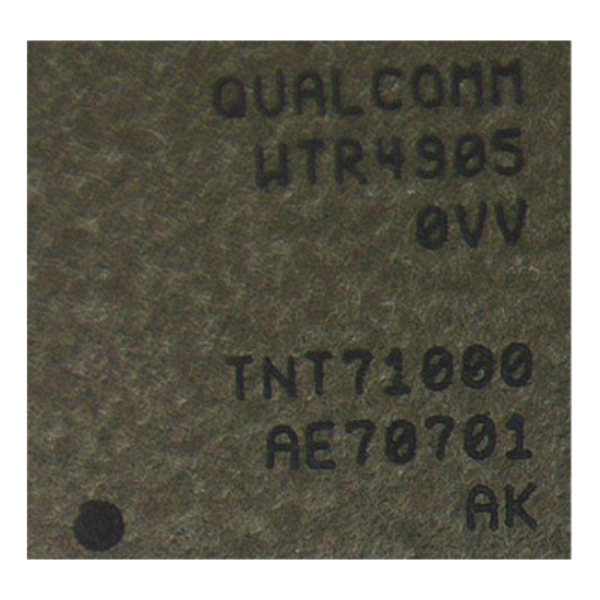 QUALCOMM
WTR4905
0VV
TNT71000
AE70701
AK